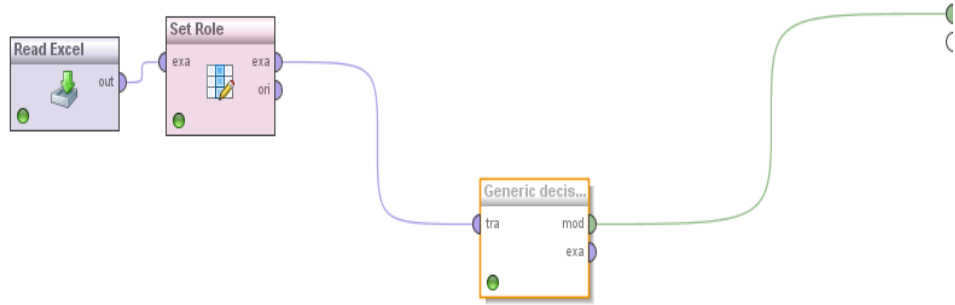 Read Excel
out
Set Role
exa
exa
ori
Generic decis...
tra
mod
exa